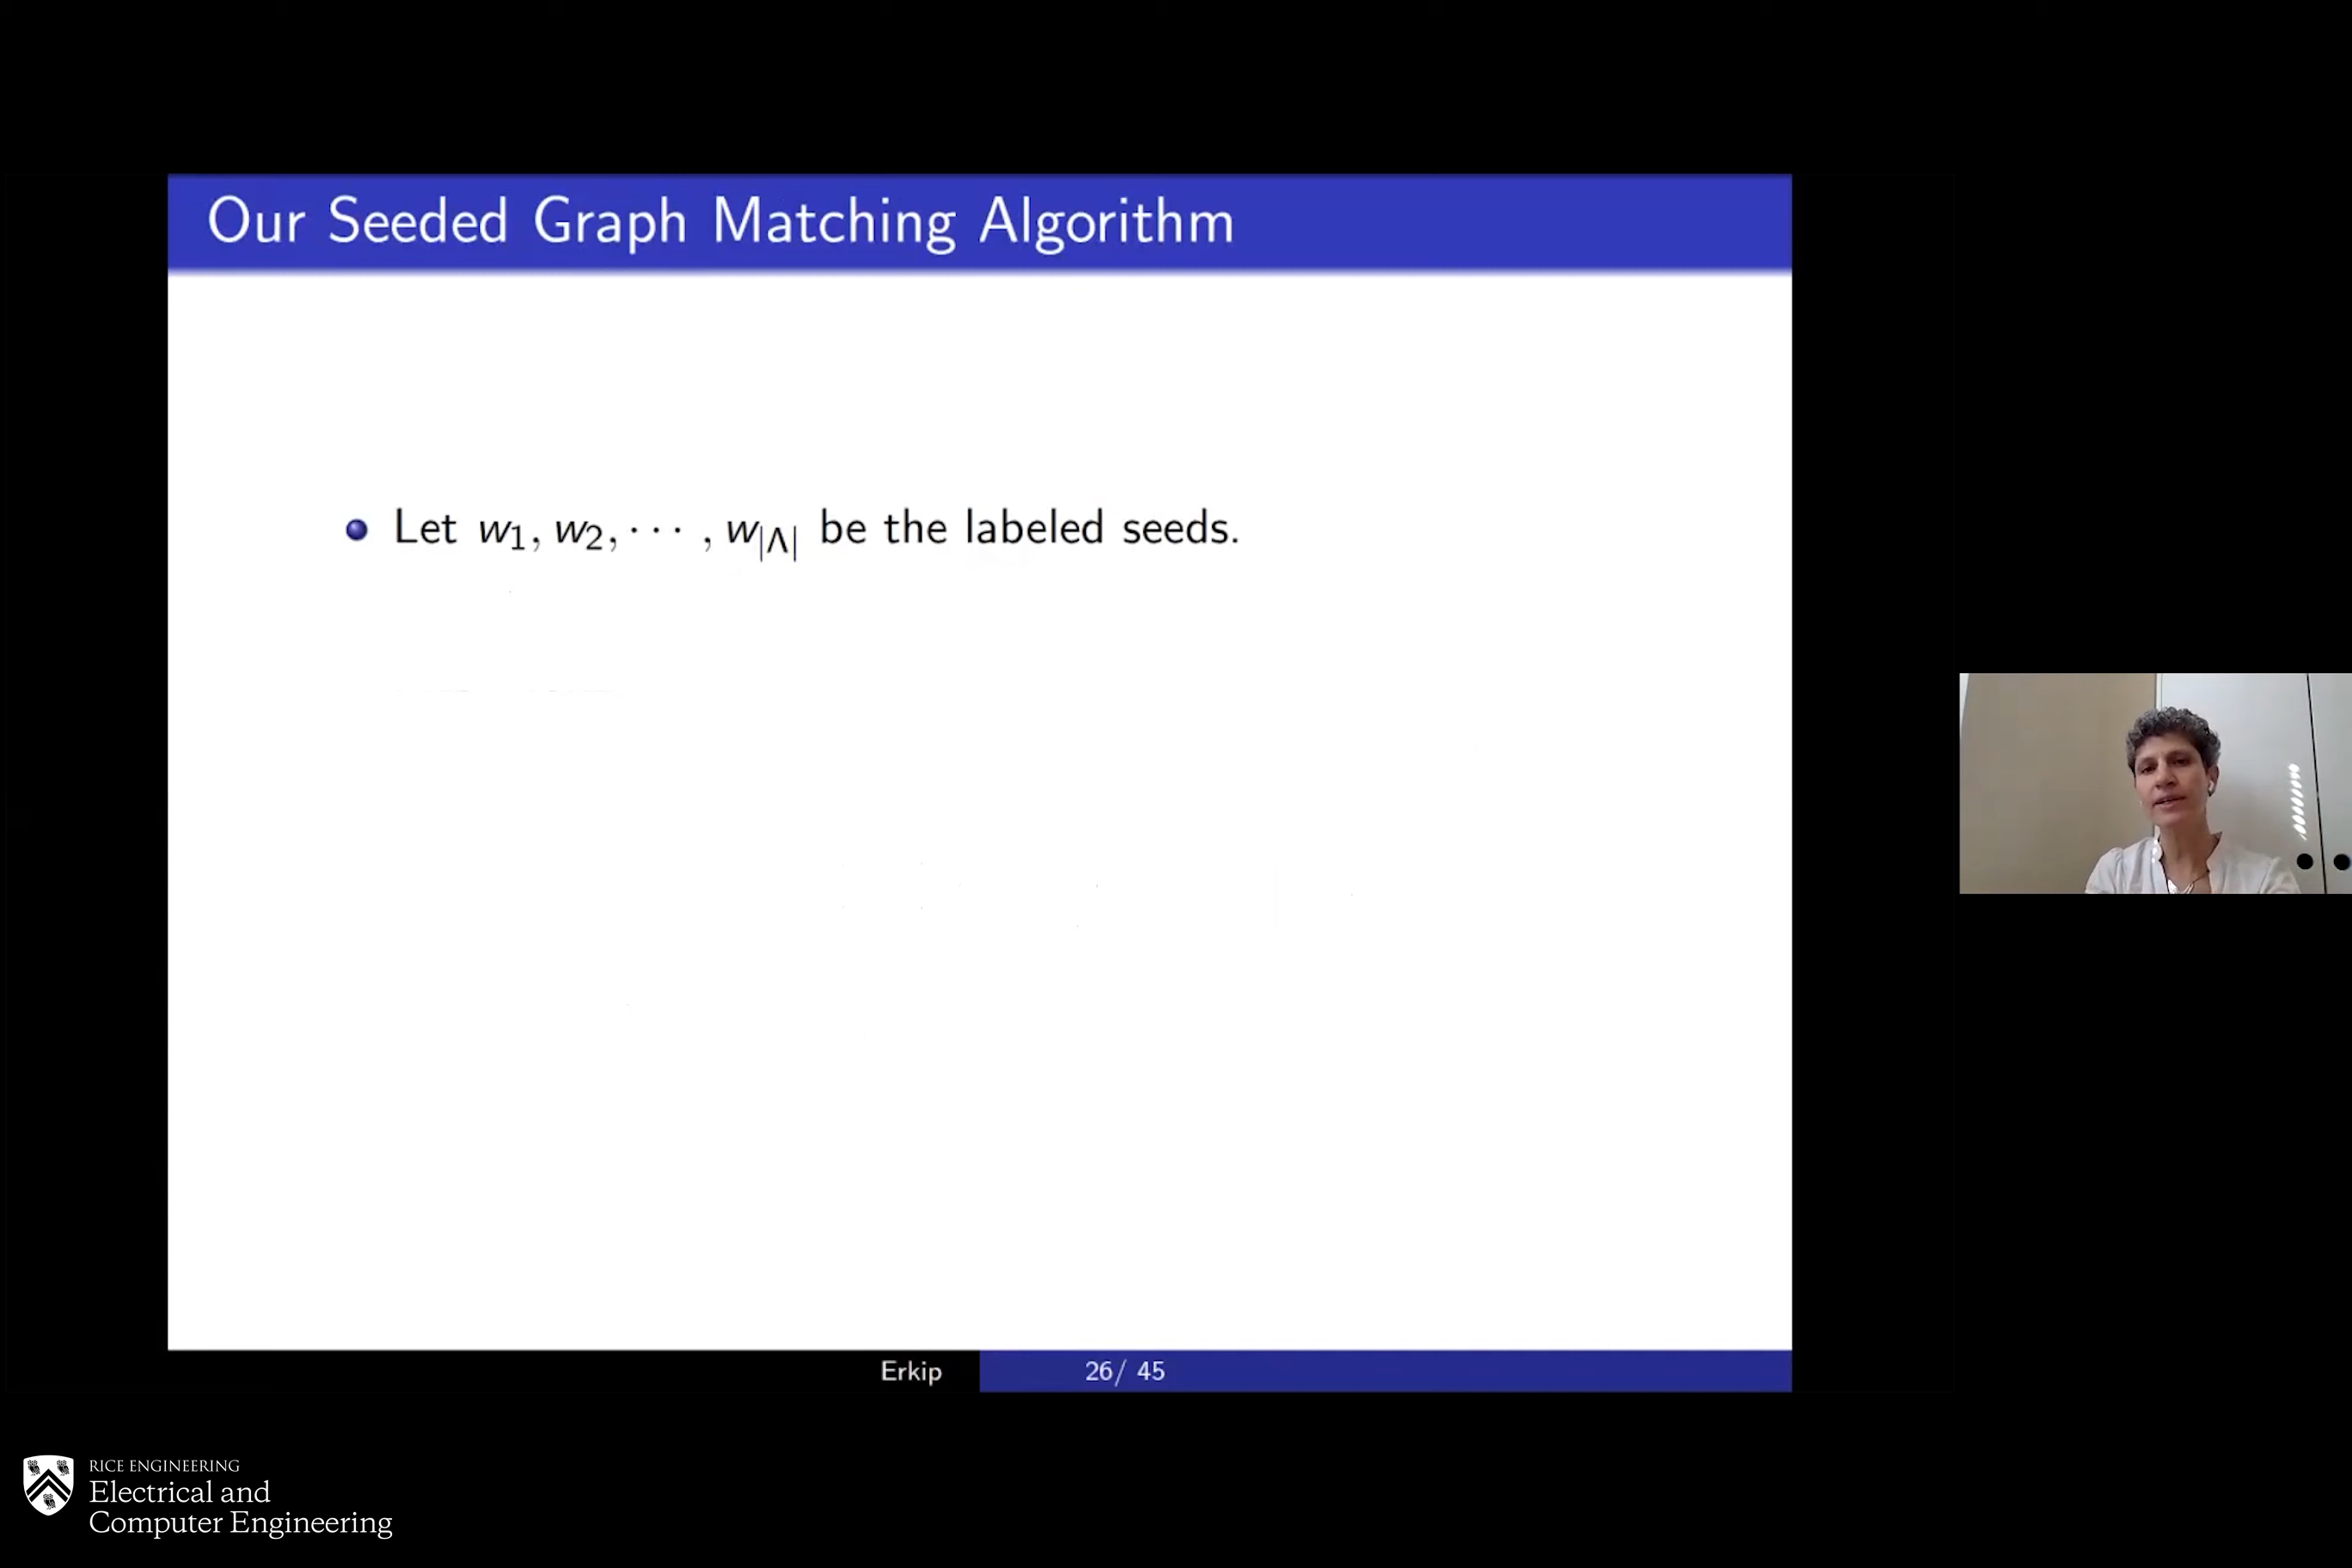 Our Seeded Graph Matching Algorithm
Let w₁, w₂, ⋯ , w|Λ| be the labeled seeds.
Erkip 26/ 45
RICE ENGINEERING
Electrical and
Computer Engineering